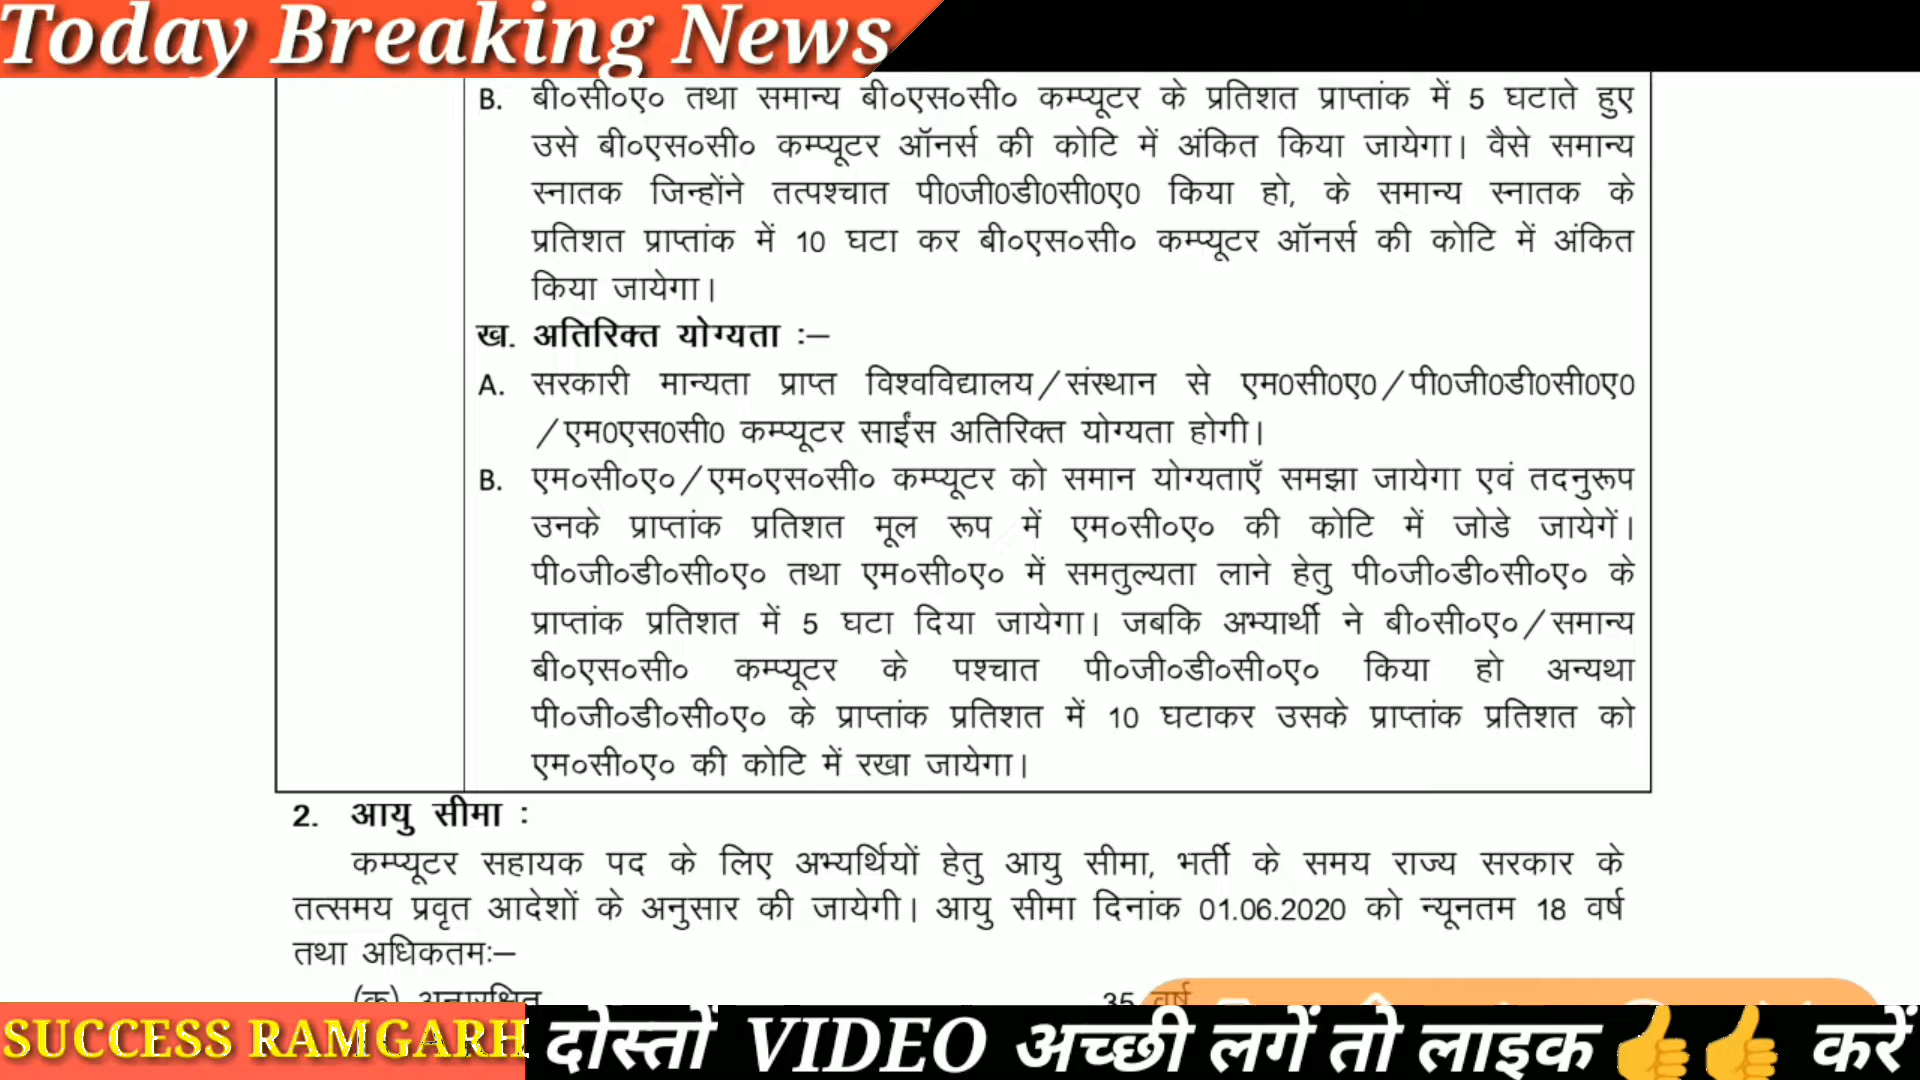 Today Breaking News
B. बी०सी०ए० तथा समान्य बी०एस०सी० कम्प्यूटर के प्रतिशत प्राप्तांक में 5 घटाते हुए
उसे बी०एस०सी० कम्प्यूटर ऑनर्स की कोटि में अंकित किया जायेगा। वैसे समान्य
स्नातक जिन्होंने तत्पश्चात पी0जी0डी0सी0ए0 किया हो, के समान्य स्नातक के
प्रतिशत प्राप्तांक में 10 घटा कर बी०एस०सी० कम्प्यूटर ऑनर्स की कोटि में अंकित
किया जायेगा।
ख. अतिरिक्त योग्यता :–
A. सरकारी मान्यता प्राप्त विश्वविद्यालय/संस्थान से एम0सी0ए0/पी0जी0डी0सी0ए0
/एम0एस0सी0 कम्प्यूटर साईंस अतिरिक्त योग्यता होगी।
B. एम०सी०ए०/एम०एस०सी० कम्प्यूटर को समान योग्यताएँ समझा जायेगा एवं तदनुरूप
उनके प्राप्तांक प्रतिशत मूल रूप में एम०सी०ए० की कोटि में जोडे जायेगें।
पी०जी०डी०सी०ए० तथा एम०सी०ए० में समतुल्यता लाने हेतु पी०जी०डी०सी०ए० के
प्राप्तांक प्रतिशत में 5 घटा दिया जायेगा। जबकि अभ्यार्थी ने बी०सी०ए०/समान्य
बी०एस०सी० कम्प्यूटर के पश्चात पी०जी०डी०सी०ए० किया हो अन्यथा
पी०जी०डी०सी०ए० के प्राप्तांक प्रतिशत में 10 घटाकर उसके प्राप्तांक प्रतिशत को
एम०सी०ए० की कोटि में रखा जायेगा।
2. आयु सीमा :
कम्प्यूटर सहायक पद के लिए अभ्यर्थियों हेतु आयु सीमा, भर्ती के समय राज्य सरकार के
तत्समय प्रवृत आदेशों के अनुसार की जायेगी। आयु सीमा दिनांक 01.06.2020 को न्यूनतम 18 वर्ष
तथा अधिकतमः–
(क) अनारक्षित 35 वर्ष
SUCCESS RAMGARH दोस्तों VIDEO अच्छी लगें तो लाइक 👍👍 करें